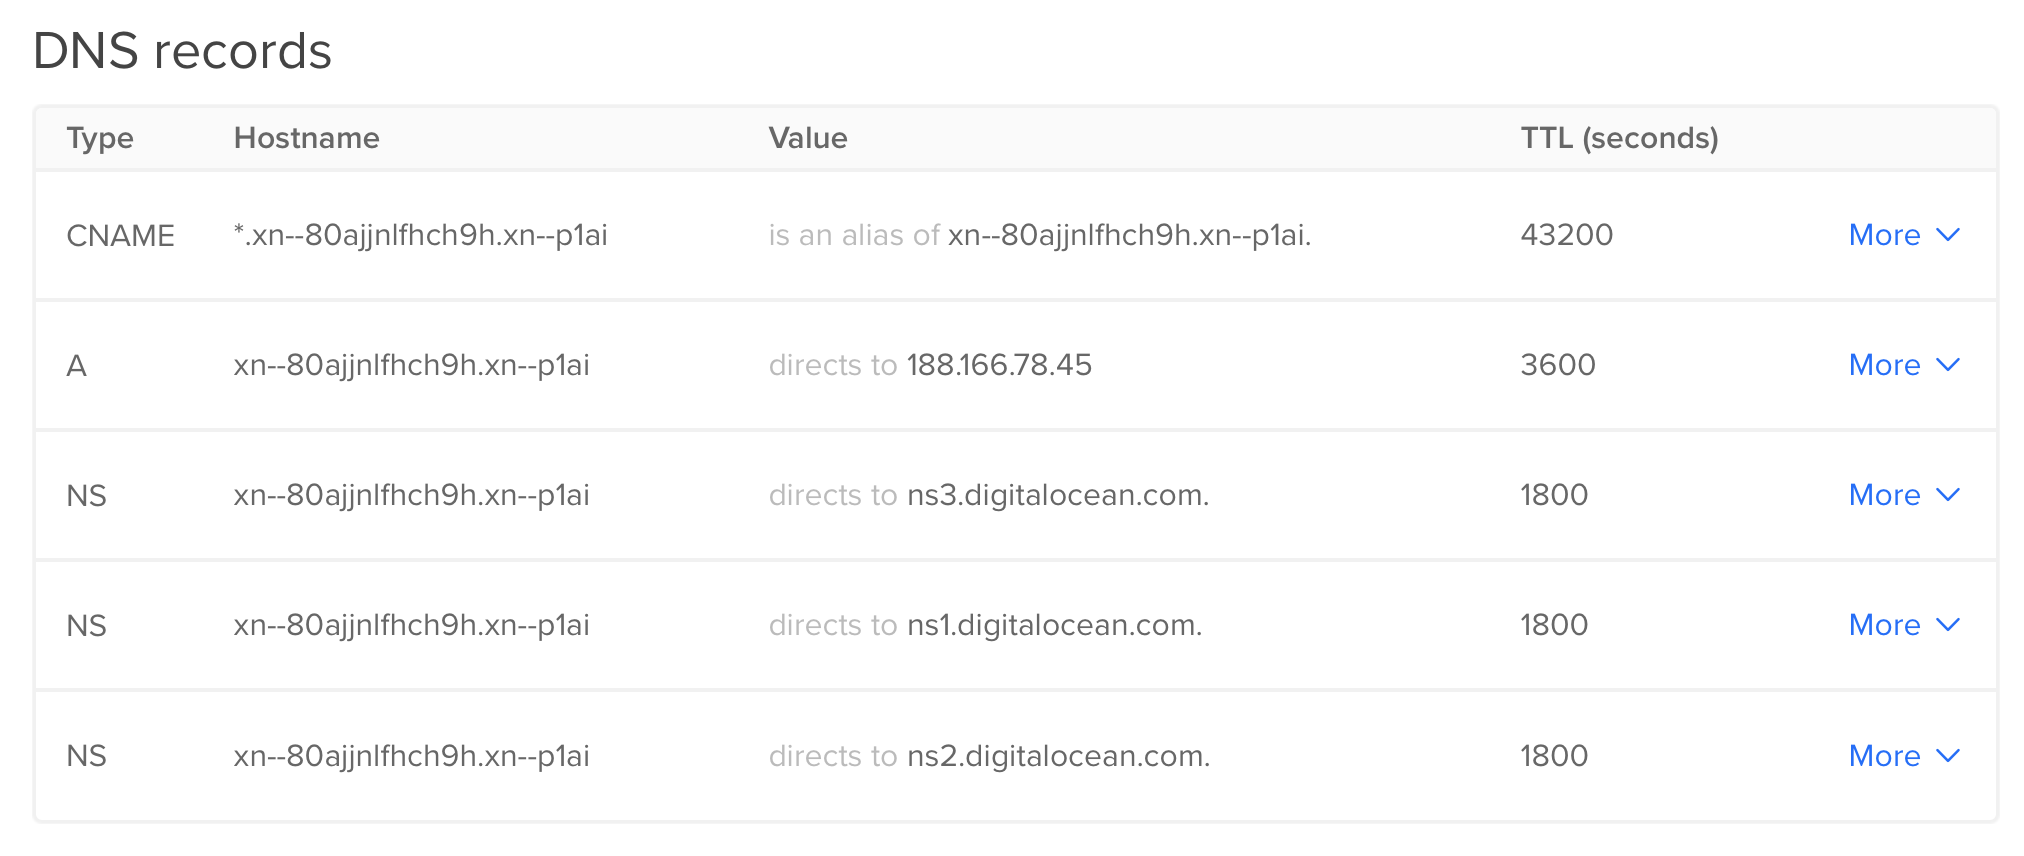 DNS records
Type Hostname Value TTL (seconds)
CNAME *.xn--80ajjnlfhch9h.xn--p1ai is an alias of xn--80ajjnlfhch9h.xn--p1ai. 43200 More
A xn--80ajjnlfhch9h.xn--p1ai directs to 188.166.78.45 3600 More
NS xn--80ajjnlfhch9h.xn--p1ai directs to ns3.digitalocean.com. 1800 More
NS xn--80ajjnlfhch9h.xn--p1ai directs to ns1.digitalocean.com. 1800 More
NS xn--80ajjnlfhch9h.xn--p1ai directs to ns2.digitalocean.com. 1800 More